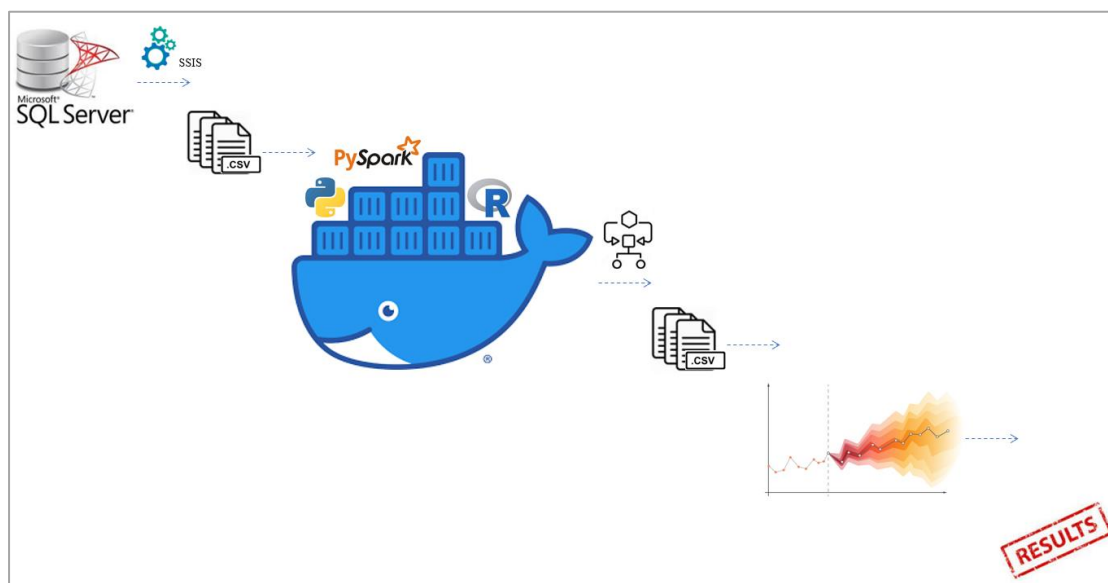 Microsoft®
SQL Server®
SSIS
.CSV
PySpark
R
®
.CSV
RESULTS